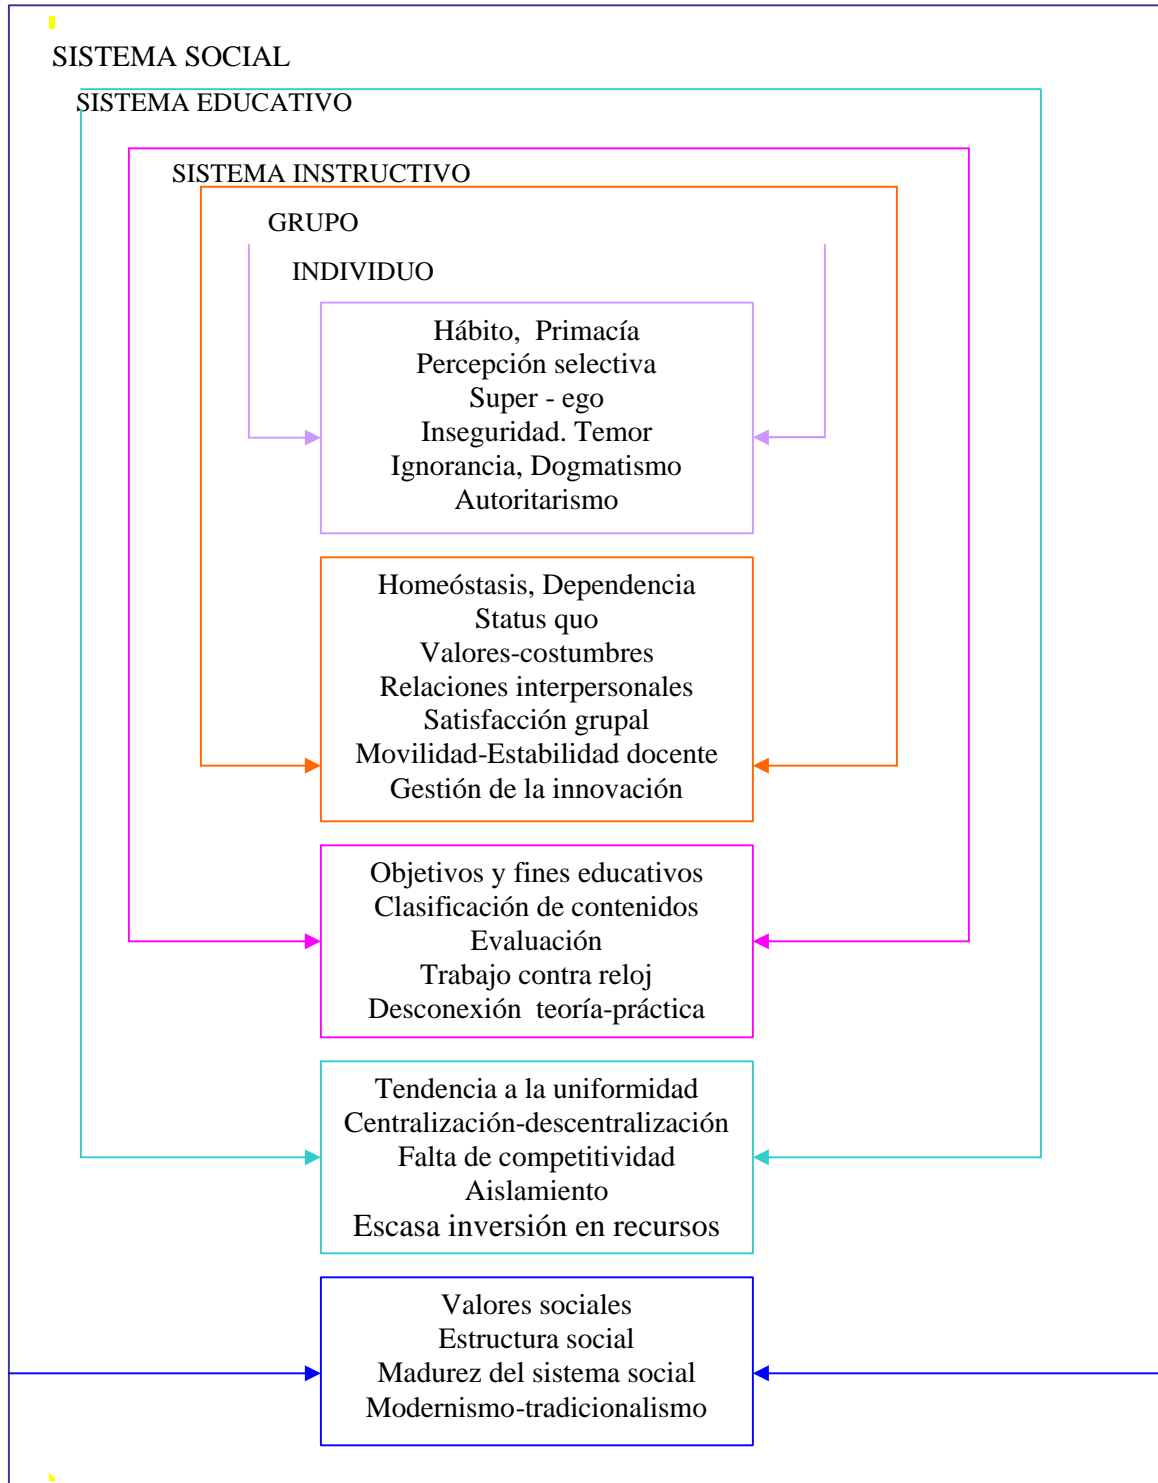 SISTEMA SOCIAL
SISTEMA EDUCATIVO
SISTEMA INSTRUCTIVO
GRUPO
INDIVIDUO
Hábito,  Primacía
Percepción selectiva
Super - ego
Inseguridad. Temor
Ignorancia, Dogmatismo
Autoritarismo
Homeóstasis, Dependencia
Status quo
Valores-costumbres
Relaciones interpersonales
Satisfacción grupal
Movilidad-Estabilidad docente
Gestión de la innovación
Objetivos y fines educativos
Clasificación de contenidos
Evaluación
Trabajo contra reloj
Desconexión  teoría-práctica
Tendencia a la uniformidad
Centralización-descentralización
Falta de competitividad
Aislamiento
Escasa inversión en recursos
Valores sociales
Estructura social
Madurez del sistema social
Modernismo-tradicionalismo